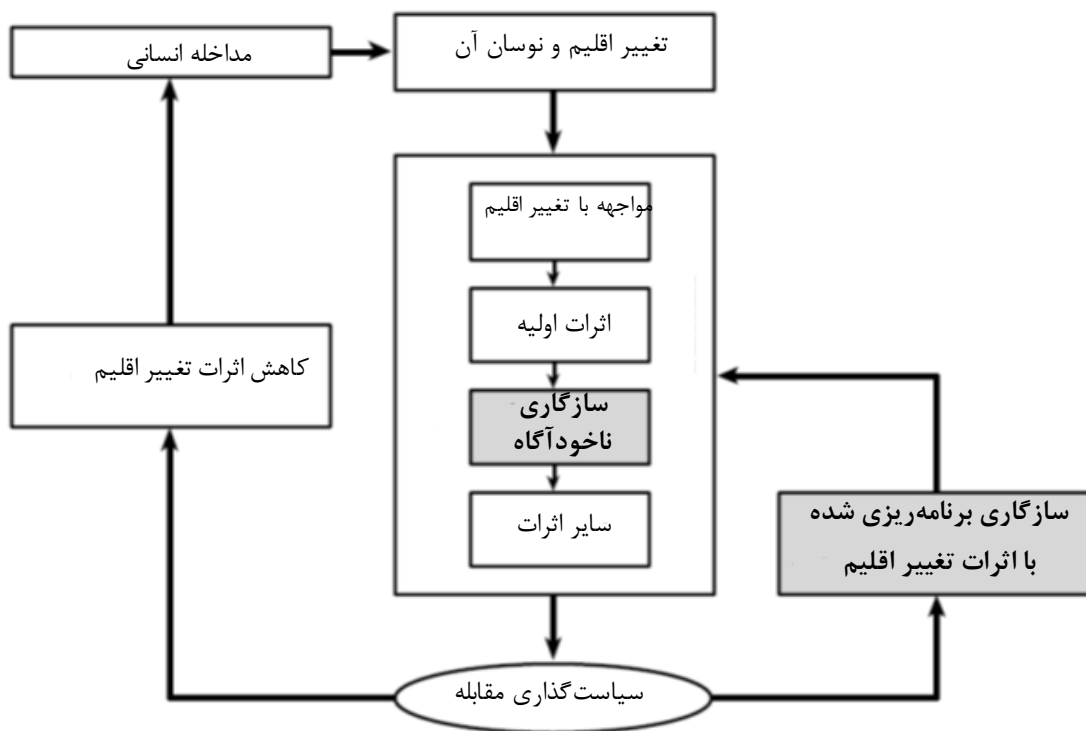 مداخله انسانی
تغییر اقلیم و نوسان آن
مواجهه با تغییر اقلیم
اثرات اولیه
سازگاری
ناخودآگاه
سایر اثرات
کاهش اثرات تغییر اقلیم
سازگاری برنامه‌ریزی شده
با اثرات تغییر اقلیم
سیاست‌گذاری مقابله